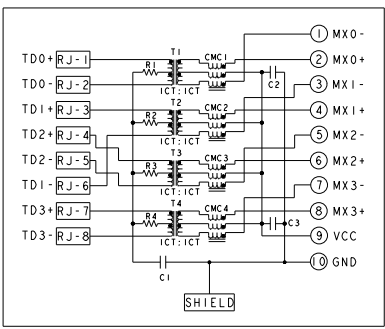 1 MX0-
TD0+ RJ-1 T1 CMC1 2 MX0+
R1
TD0- RJ-2 C2 3 MX1-
1CT:1CT
T2
TD1+ RJ-3 CMC2 4 MX1+
R2
TD2+ RJ-4 5 MX2-
1CT:1CT
T3
TD2- RJ-5 CMC3 6 MX2+
R3
TD1- RJ-6 7 MX3-
1CT:1CT
T4
TD3+ RJ-7 CMC4 8 MX3+
R4 C3
TD3- RJ-8 9 VCC
1CT:1CT
10 GND
C1
SHIELD